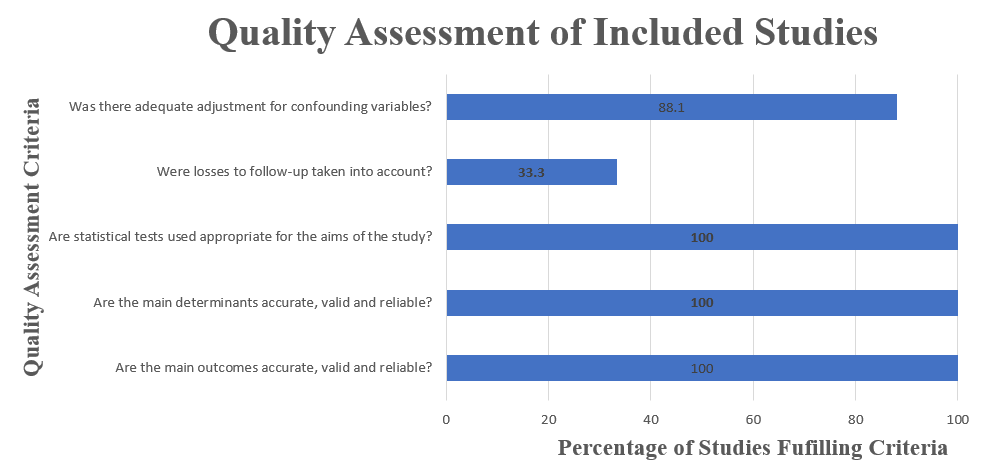 Quality Assessment of Included Studies
Quality Assessment Criteria
Was there adequate adjustment for confounding variables?
88.1
Were losses to follow-up taken into account?
33.3
Are statistical tests used appropriate for the aims of the study?
100
Are the main determinants accurate, valid and reliable?
100
Are the main outcomes accurate, valid and reliable?
100
0 20 40 60 80 100
Percentage of Studies Fufilling Criteria